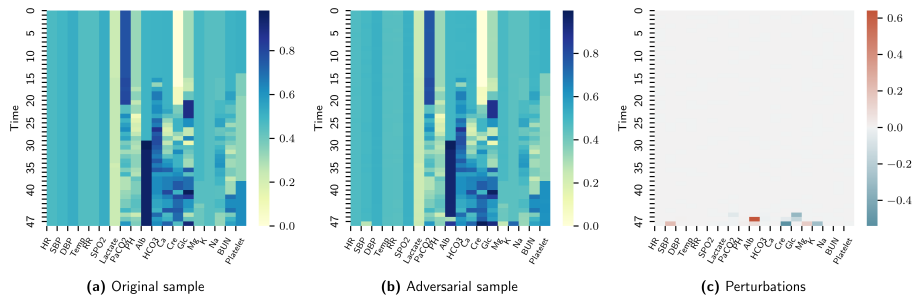 0
5
10
15
20
25
30
35
40
47
Time
HR
SBP
DBP
Temp
RR
SPO2
Lactate
PaCO2
PH
Alb
HCO3
Ca
Cre
Glc
Mg
K
Na
BUN
Platelet
0.8
0.6
0.4
0.2
0.0
(a) Original sample
0
5
10
15
20
25
30
35
40
47
Time
HR
SBP
DBP
Temp
RR
SPO2
Lactate
PaCO2
PH
Alb
HCO3
Ca
Cre
Glc
Mg
K
Na
BUN
Platelet
0.8
0.6
0.4
0.2
0.0
(b) Adversarial sample
0
5
10
15
20
25
30
35
40
47
Time
HR
SBP
DBP
Temp
RR
SPO2
Lactate
PaCO2
PH
Alb
HCO3
Ca
Cre
Glc
Mg
K
Na
BUN
Platelet
0.6
0.4
0.2
0.0
−0.2
−0.4
(c) Perturbations